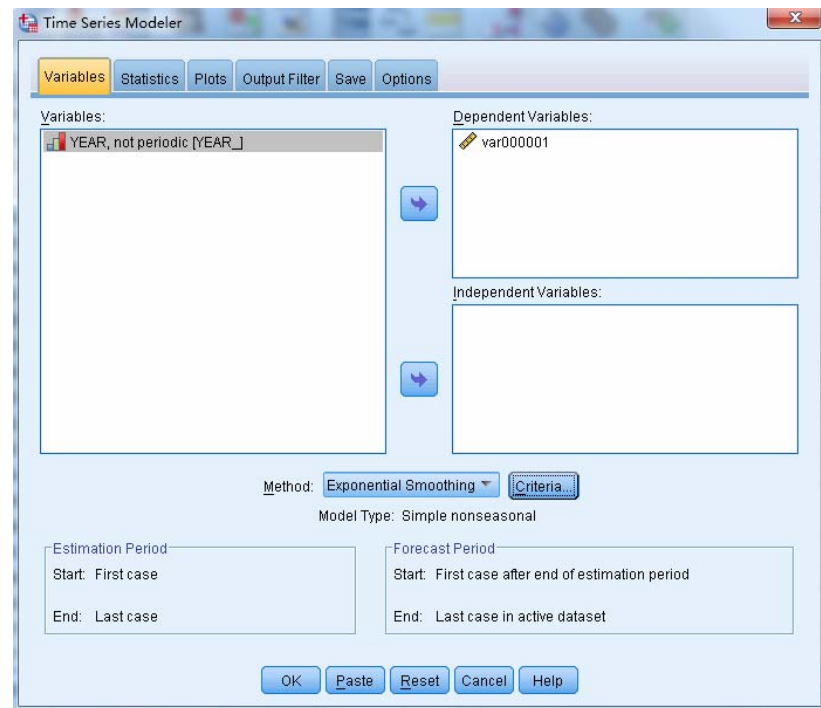 Time Series Modeler
Variables Statistics Plots Output Filter Save Options
Variables:
YEAR, not periodic [YEAR_]
Dependent Variables:
var000001
Independent Variables:
Method: Exponential Smoothing Criteria...
Model Type: Simple nonseasonal
Estimation Period
Start: First case
End: Last case
Forecast Period
Start: First case after end of estimation period
End: Last case in active dataset
OK Paste Reset Cancel Help